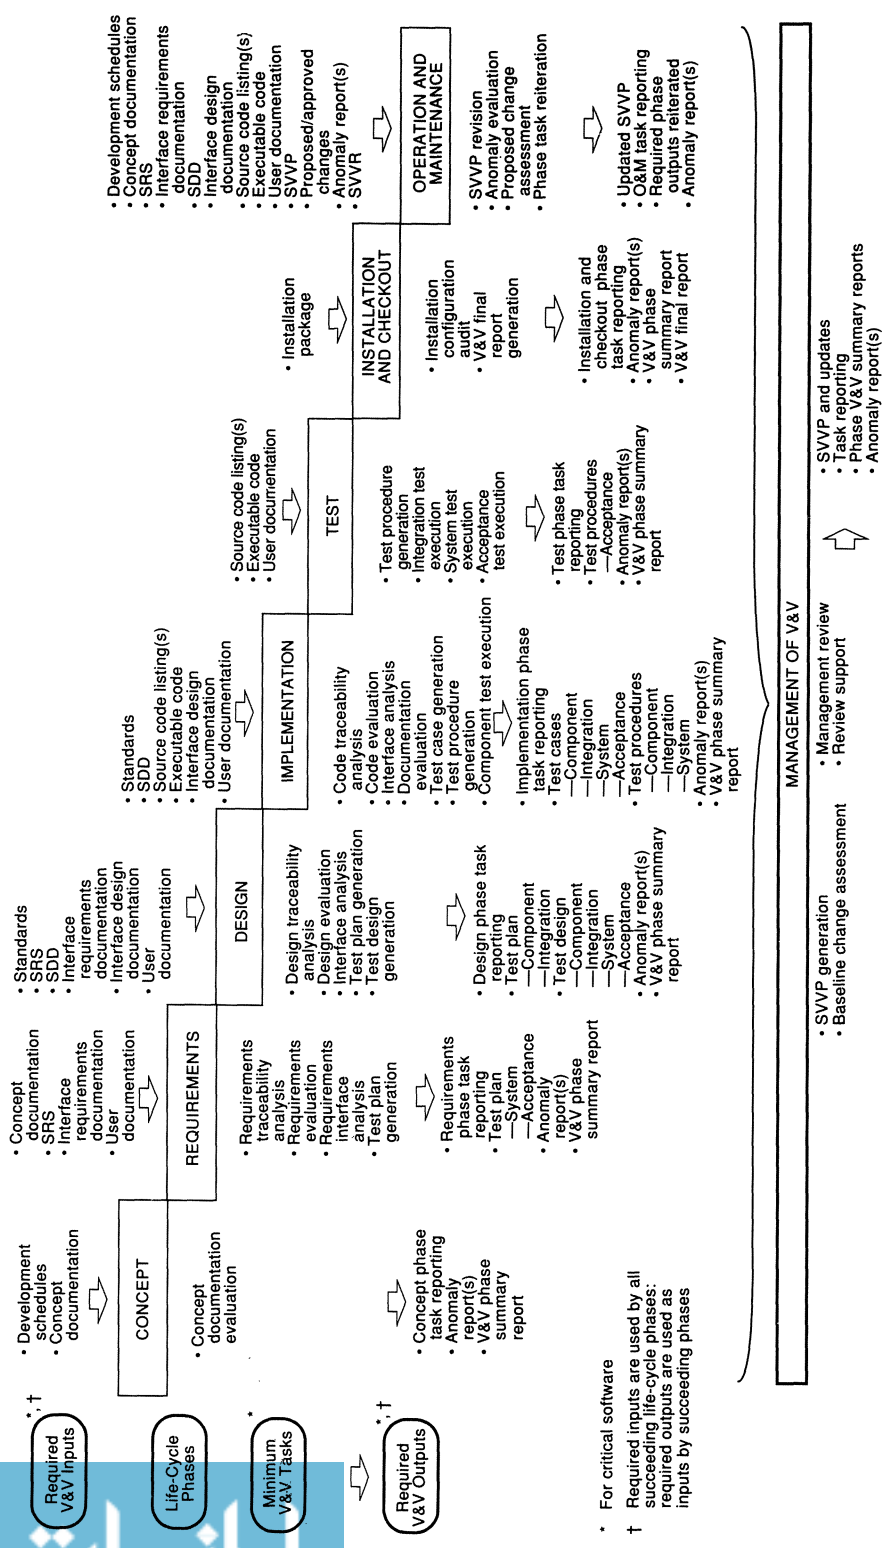 Required
V&V Inputs
*, †
• Development
schedules
• Concept
documentation
• Concept
documentation
• SRS
• Interface
requirements
documentation
• User
documentation
• Standards
• SRS
• SDD
• Interface
requirements
documentation
• Interface design
documentation
• User
documentation
• Standards
• SDD
• Source code listing(s)
• Executable code
• Interface design
documentation
• User documentation
• Source code listing(s)
• Executable code
• User documentation
• Installation
package
• Development schedules
• Concept documentation
• SRS
• Interface requirements
documentation
• SDD
• Interface design
documentation
• Source code listing(s)
• Executable code
• User documentation
• SVVP
• Proposed/approved
changes
• Anomaly report(s)
• SVVR
Life-Cycle
Phases
CONCEPT
REQUIREMENTS
DESIGN
IMPLEMENTATION
TEST
INSTALLATION
AND CHECKOUT
OPERATION AND
MAINTENANCE
Minimum
V&V Tasks
*
• Concept
documentation
evaluation
• Requirements
traceability
analysis
• Requirements
evaluation
• Requirements
interface
analysis
• Test plan
generation
• Design traceability
analysis
• Design evaluation
• Interface analysis
• Test plan generation
• Test design
generation
• Code traceability
analysis
• Code evaluation
• Interface analysis
• Documentation
evaluation
• Test case generation
• Test procedure
generation
• Component test execution
• Test procedure
generation
• Integration test
execution
• System test
execution
• Acceptance
test execution
• Installation
configuration
audit
• V&V final
report
generation
• SVVP revision
• Anomaly evaluation
• Proposed change
assessment
• Phase task reiteration
Required
V&V Outputs
*, †
• Concept phase
task reporting
• Anomaly
report(s)
• V&V phase
summary
report
• Requirements
phase task
reporting
• Test plan
—System
—Acceptance
• Anomaly
report(s)
• V&V phase
summary report
• Design phase task
reporting
• Test plan
—Component
—Integration
• Test design
—Component
—Integration
—System
—Acceptance
• Anomaly report(s)
• V&V phase summary
report
• Implementation phase
task reporting
• Test cases
—Component
—Integration
—System
—Acceptance
• Test procedures
—Component
—Integration
—System
• Anomaly report(s)
• V&V phase summary
report
• Test phase task
reporting
• Test procedures
—Acceptance
• Anomaly report(s)
• V&V phase summary
report
• Installation and
checkout phase
task reporting
• Anomaly report(s)
• V&V phase
summary report
• V&V final report
• Updated SVVP
• O&M task reporting
• Required phase
outputs reiterated
• Anomaly report(s)
MANAGEMENT OF V&V
• SVVP generation
• Baseline change assessment
• Management review
• Review support
• SVVP and updates
• Task reporting
• Phase V&V summary reports
• Anomaly report(s)
* For critical software
† Required inputs are used by all
succeeding life-cycle phases:
required outputs are used as
inputs by succeeding phases